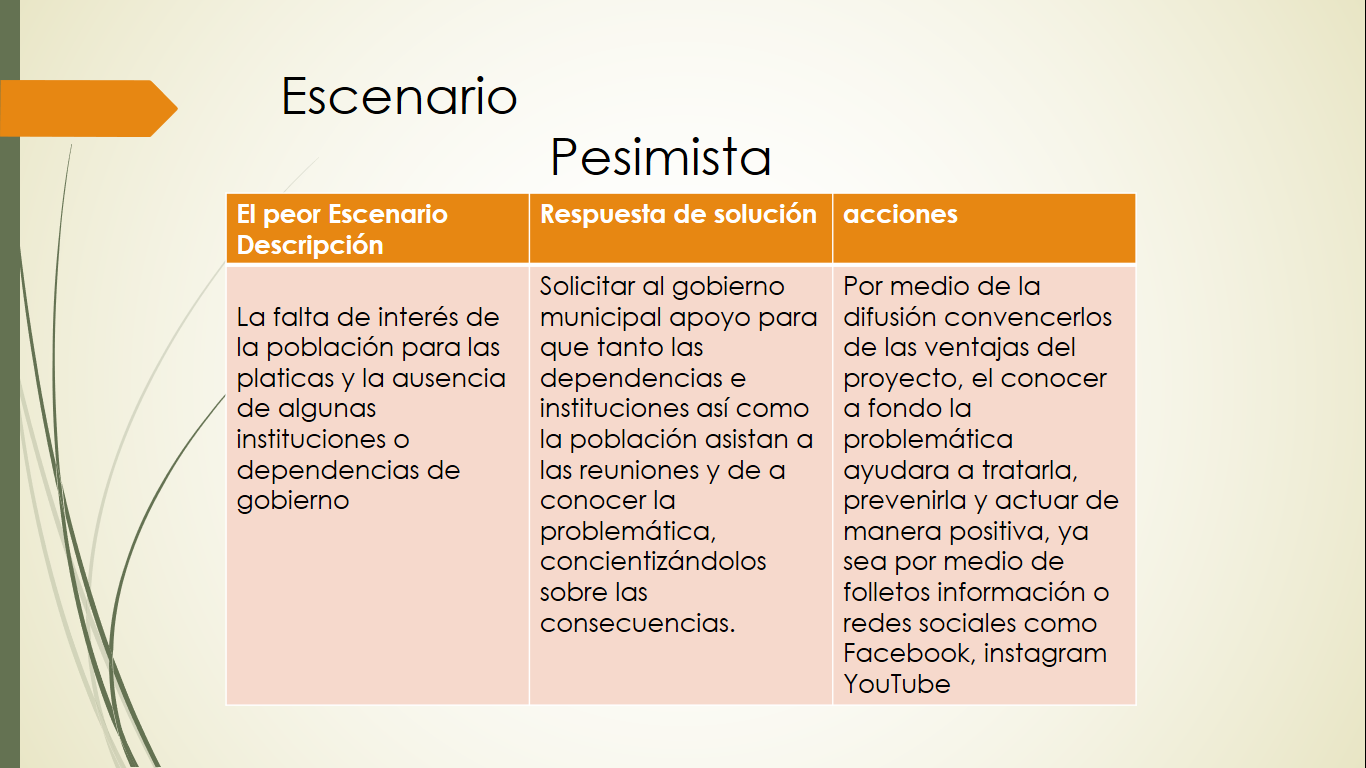 Escenario
Pesimista
El peor Escenario
Descripción
Respuesta de solución
acciones
La falta de interés de
la población para las
platicas y la ausencia
de algunas
instituciones o
dependencias de
gobierno
Solicitar al gobierno
municipal apoyo para
que tanto las
dependencias e
instituciones así como
la población asistan a
las reuniones y de a
conocer la
problemática,
concientizándolos
sobre las
consecuencias.
Por medio de la
difusión convencerlos
de las ventajas del
proyecto, el conocer
a fondo la
problemática
ayudara a tratarla,
prevenirla y actuar de
manera positiva, ya
sea por medio de
folletos información o
redes sociales como
Facebook, instagram
YouTube